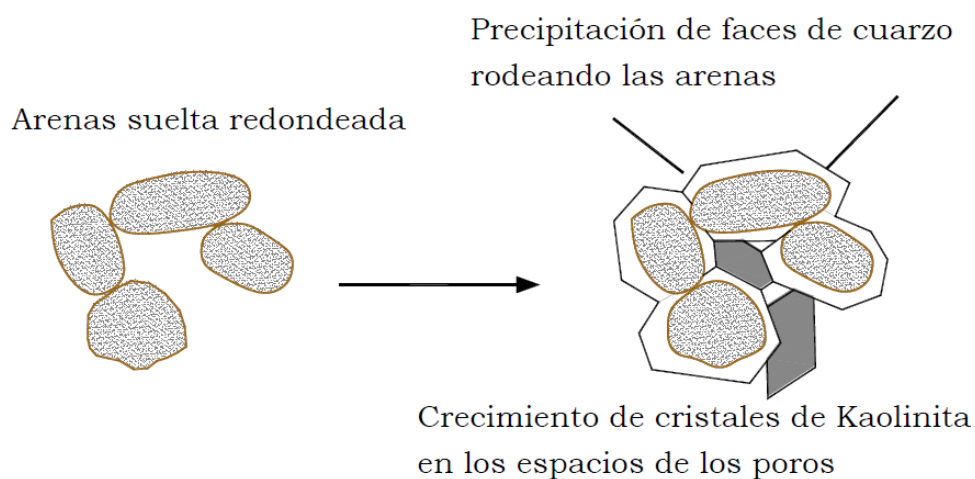 Precipitación de faces de cuarzo
rodeando las arenas
Arenas suelta redondeada
Crecimiento de cristales de Kaolinita
en los espacios de los poros